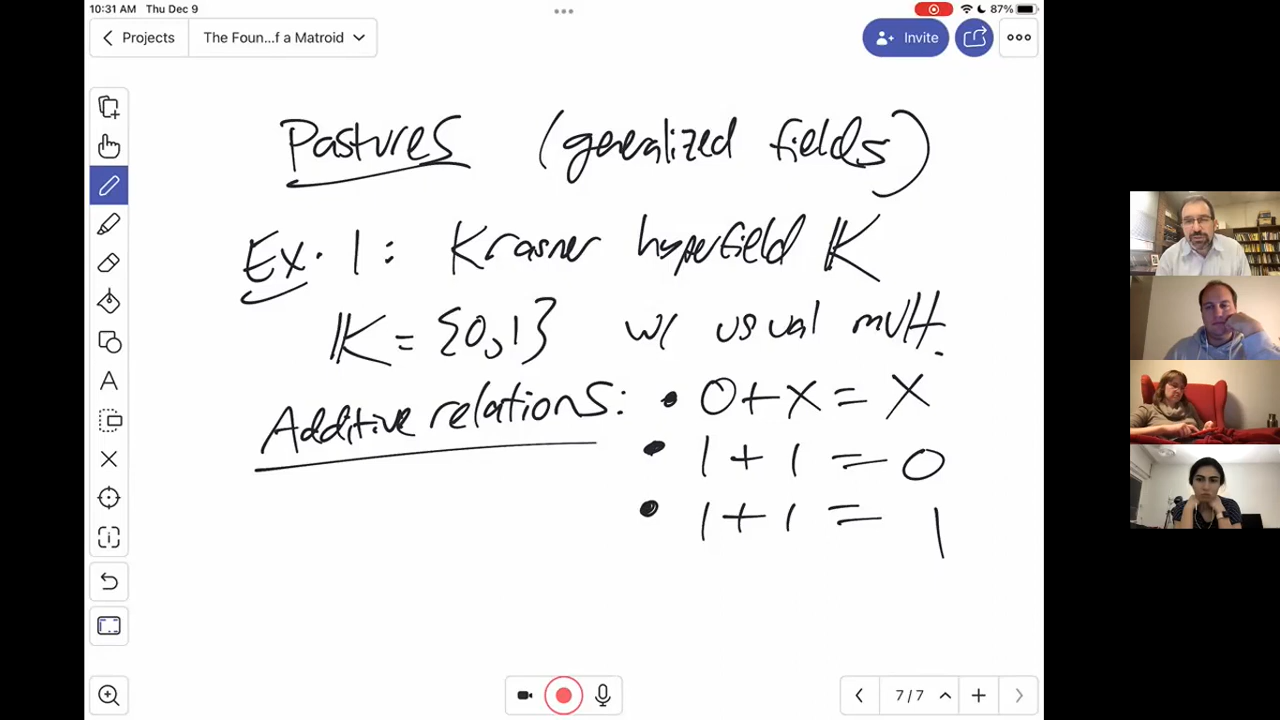 10:31 AM Thu Dec 9
87%
Projects
The Foun...f a Matroid
Invite
Pastures (generalized fields)
Ex. 1: Krasner hyperfield 𝕂
𝕂 = {0,1} w/ usual mult.
Additive relations: • 0+x = x
• 1 + 1 = 0
• 1 + 1 = 1
A
7/7